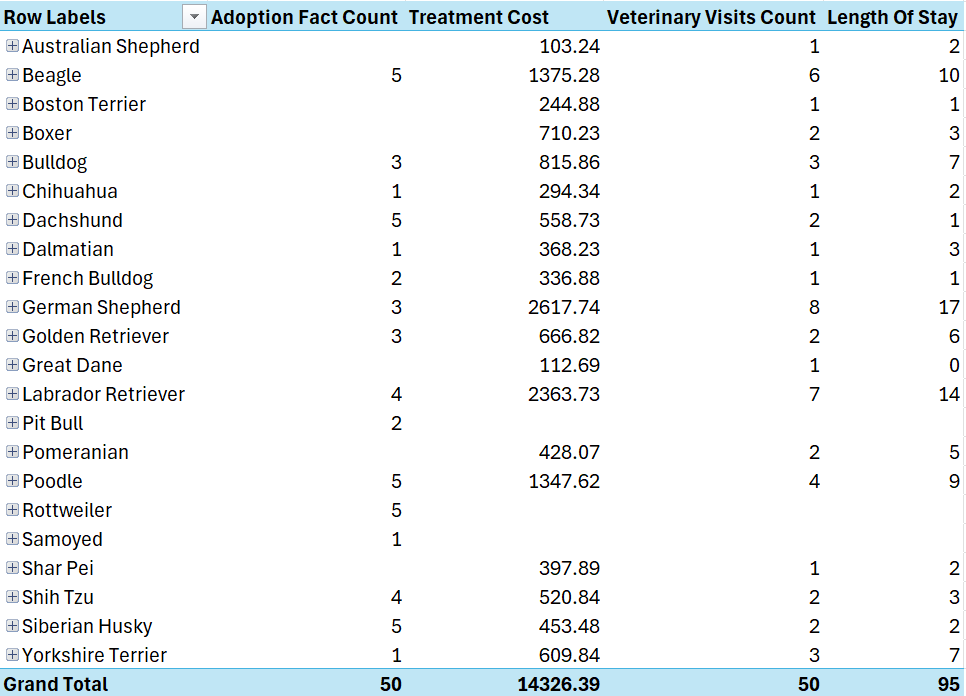 Row Labels Adoption Fact Count Treatment Cost Veterinary Visits Count Length Of Stay
Australian Shepherd 103.24 1 2
Beagle 5 1375.28 6 10
Boston Terrier 244.88 1 1
Boxer 710.23 2 3
Bulldog 3 815.86 3 7
Chihuahua 1 294.34 1 2
Dachshund 5 558.73 2 1
Dalmatian 1 368.23 1 3
French Bulldog 2 336.88 1 1
German Shepherd 3 2617.74 8 17
Golden Retriever 3 666.82 2 6
Great Dane 112.69 1 0
Labrador Retriever 4 2363.73 7 14
Pit Bull 2
Pomeranian 428.07 2 5
Poodle 5 1347.62 4 9
Rottweiler 5
Samoyed 1
Shar Pei 397.89 1 2
Shih Tzu 4 520.84 2 3
Siberian Husky 5 453.48 2 2
Yorkshire Terrier 1 609.84 3 7
Grand Total 50 14326.39 50 95